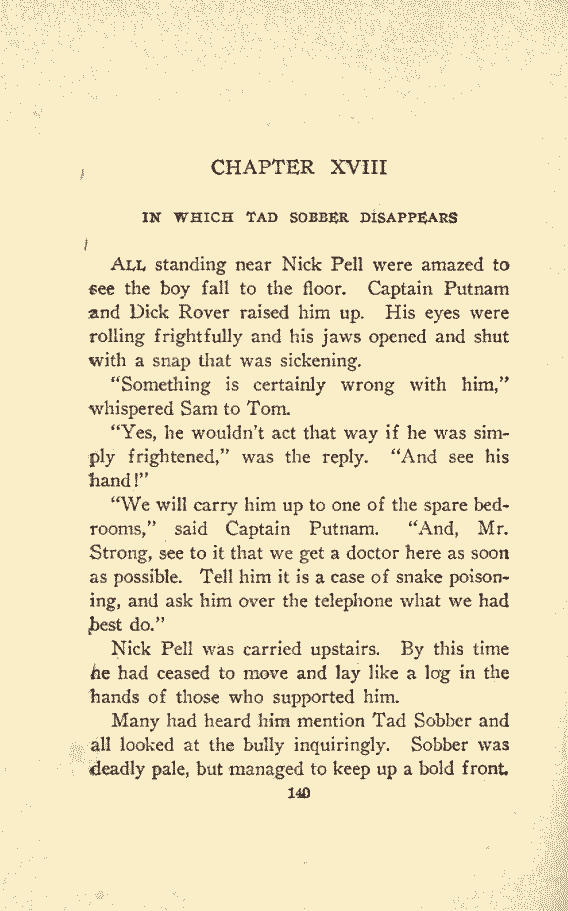 CHAPTER XVIII
IN WHICH TAD SOBBER DISAPPEARS
ALL standing near Nick Pell were amazed to
see the boy fall to the floor. Captain Putnam
and Dick Rover raised him up. His eyes were
rolling frightfully and his jaws opened and shut
with a snap that was sickening.
"Something is certainly wrong with him,"
whispered Sam to Tom.
"Yes, he wouldn't act that way if he was sim-
ply frightened," was the reply. "And see his
hand!"
"We will carry him up to one of the spare bed-
rooms," said Captain Putnam. "And, Mr.
Strong, see to it that we get a doctor here as soon
as possible. Tell him it is a case of snake poison-
ing, and ask him over the telephone what we had
best do."
Nick Pell was carried upstairs. By this time
he had ceased to move and lay like a log in the
hands of those who supported him.
Many had heard him mention Tad Sobber and
all looked at the bully inquiringly. Sobber was
deadly pale, but managed to keep up a bold front.
140